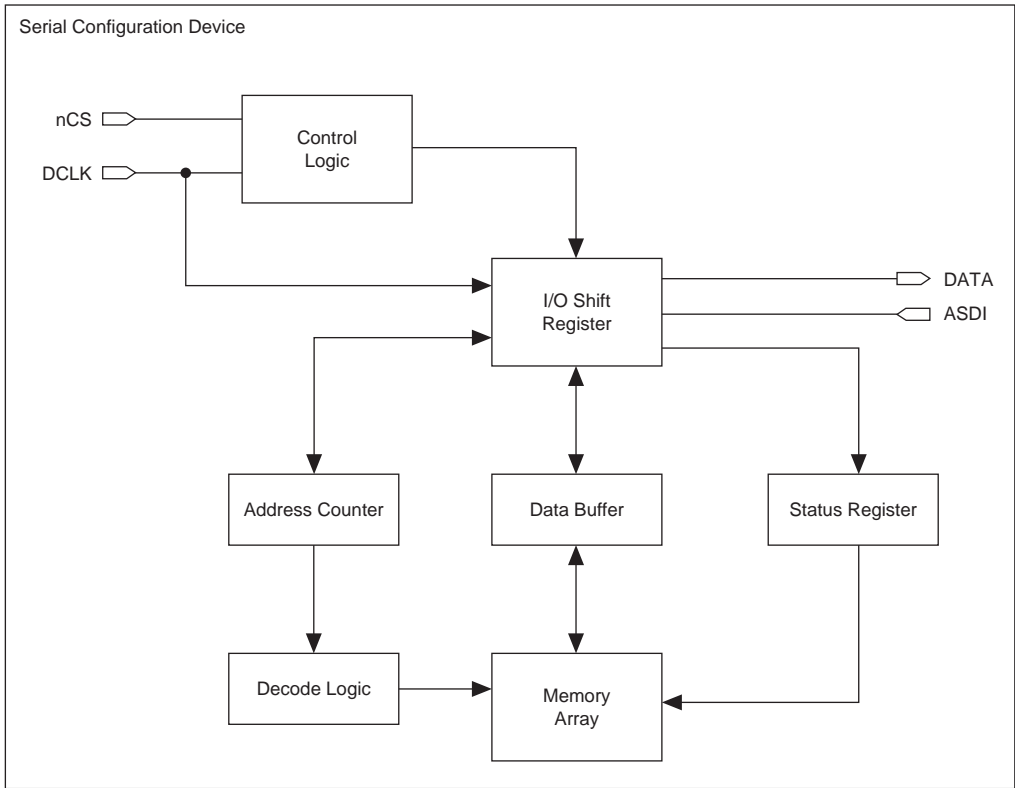 Serial Configuration Device
nCS
Control
Logic
DCLK
I/O Shift
Register
DATA
ASDI
Address Counter
Data Buffer
Status Register
Decode Logic
Memory
Array